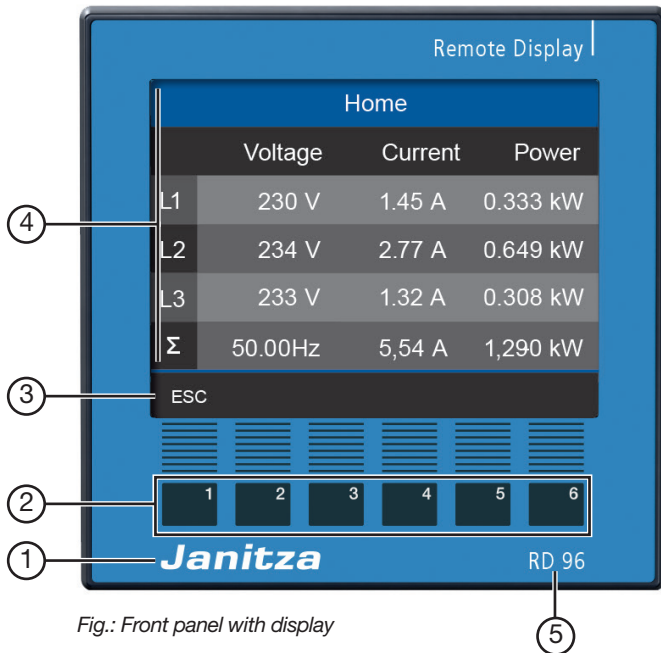 Remote Display
Home
Voltage Current Power
L1 230 V 1.45 A 0.333 kW
4
L2 234 V 2.77 A 0.649 kW
L3 233 V 1.32 A 0.308 kW
Σ 50.00Hz 5,54 A 1,290 kW
3
ESC
1 2 3 4 5 6
2
1 Janitza RD 96
Fig.: Front panel with display
5